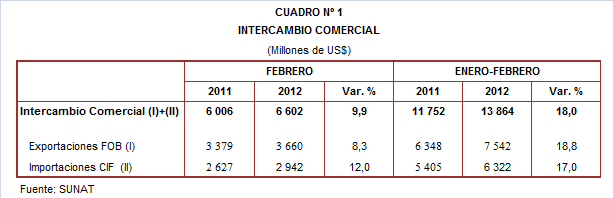 CUADRO Nº 1
INTERCAMBIO COMERCIAL
(Millones de US$)
FEBRERO ENERO-FEBRERO
2011 2012 Var. % 2011 2012 Var. %
Intercambio Comercial (I)+(II) 6 006 6 602 9,9 11 752 13 864 18,0
Exportaciones FOB (I) 3 379 3 660 8,3 6 348 7 542 18,8
Importaciones CIF (II) 2 627 2 942 12,0 5 405 6 322 17,0
Fuente: SUNAT